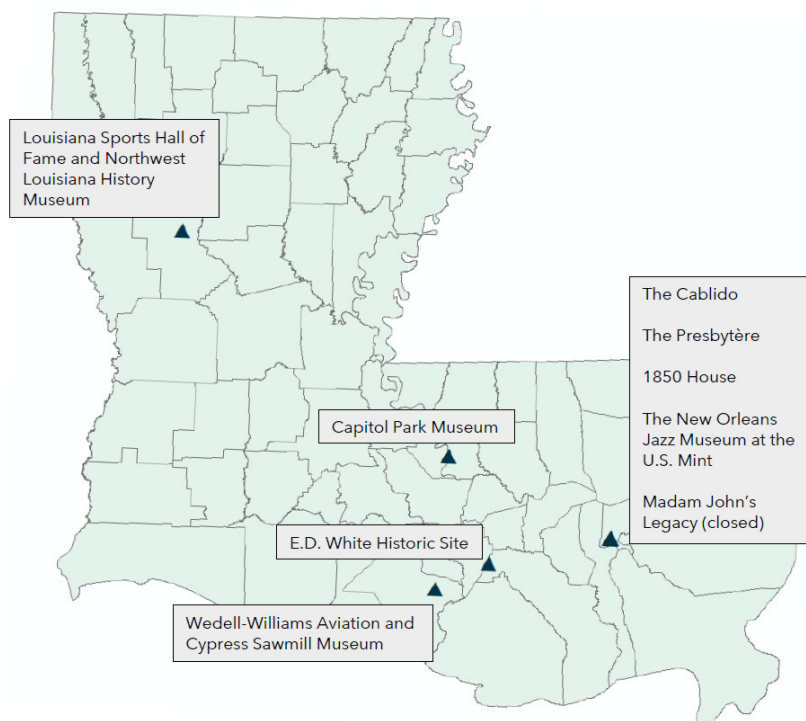 Louisiana Sports Hall of
Fame and Northwest
Louisiana History
Museum
The Cablido
The Presbytère
1850 House
The New Orleans
Jazz Museum at the
U.S. Mint
Madam John's
Legacy (closed)
Capitol Park Museum
E.D. White Historic Site
Wedell-Williams Aviation and
Cypress Sawmill Museum